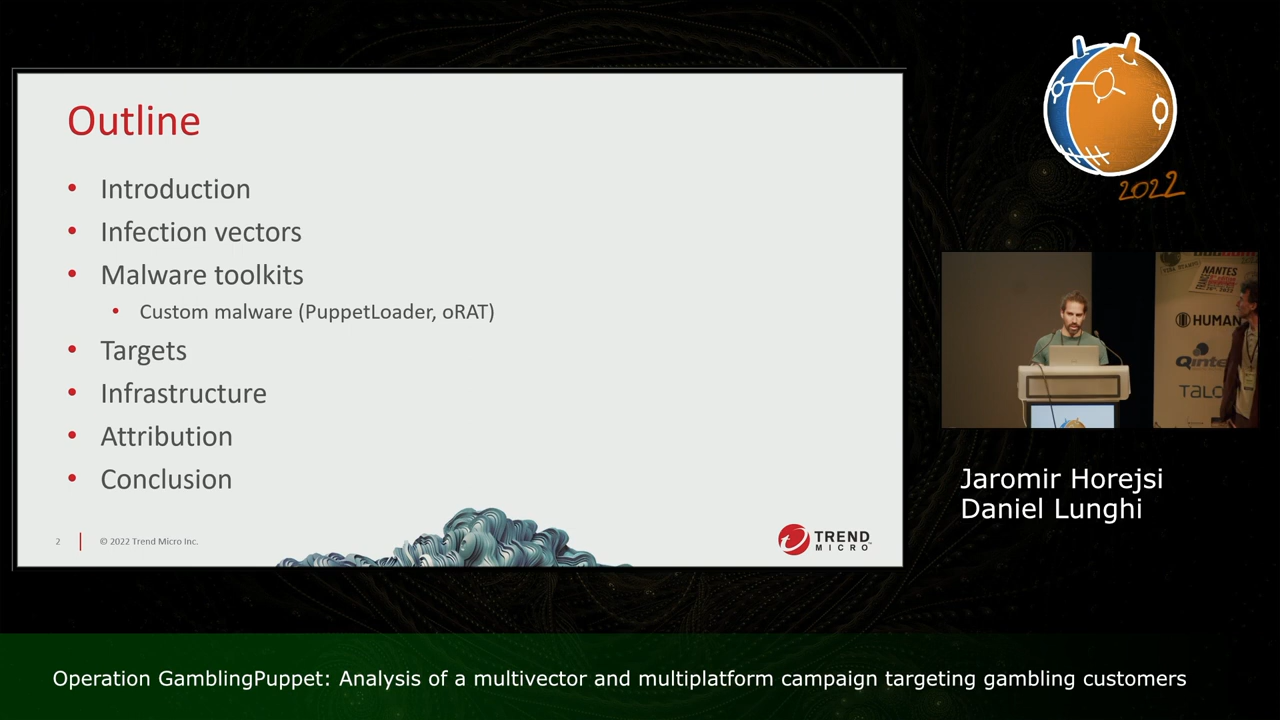 Outline
• Introduction
• Infection vectors
• Malware toolkits
• Custom malware (PuppetLoader, oRAT)
• Targets
• Infrastructure
• Attribution
• Conclusion
2
© 2022 Trend Micro Inc.
TREND
MICRO
2022
NANTES
HUMAN
Qinte
TALO
Jaromir Horejsi
Daniel Lunghi
Operation GamblingPuppet: Analysis of a multivector and multiplatform campaign targeting gambling customers